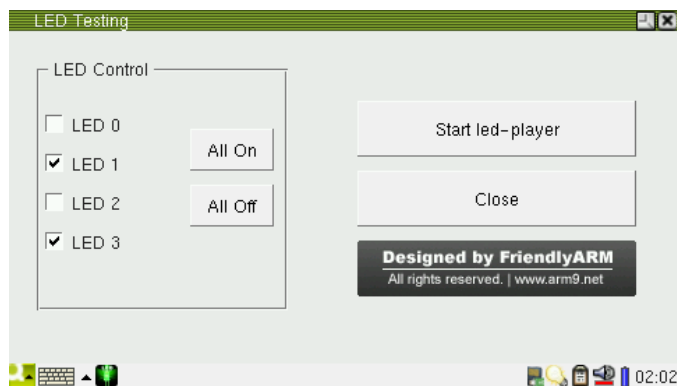 LED Testing
LED Control
LED 0
LED 1
LED 2
LED 3
All On
All Off
Start led-player
Close
Designed by FriendlyARM
All rights reserved. | www.arm9.net
02:02